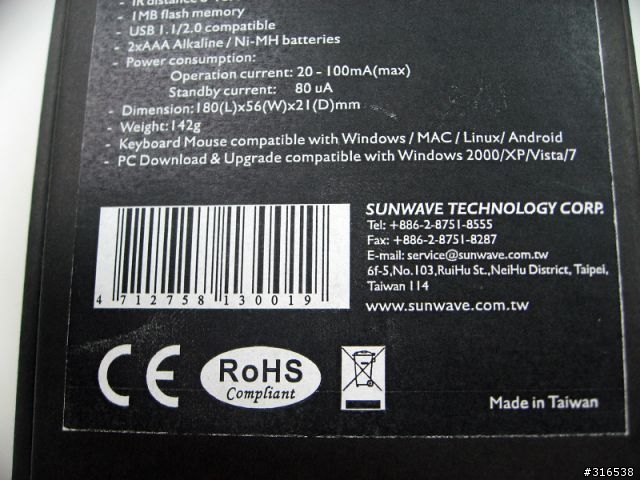 - IR distance
- 1MB flash memory
- USB 1.1/2.0 compatible
- 2xAAA Alkaline / Ni-MH batteries
- Power consumption:
Operation current: 20 - 100mA(max)
Standby current: 80 uA
- Dimension:180(L)x56(W)x21(D)mm
- Weight:142g
- Keyboard Mouse compatible with Windows / MAC / Linux/ Android
- PC Download & Upgrade compatible with Windows 2000/XP/Vista/7
SUNWAVE TECHNOLOGY CORP.
Tel: +886-2-8751-8555
Fax: +886-2-8751-8287
E-mail: service@sunwave.com.tw
6f-5,No.103,RuiHu St.,NeiHu District, Taipei,
Taiwan 114
www.sunwave.com.tw
4 712758 130019
CE
RoHS
Compliant
Made in Taiwan
#316538